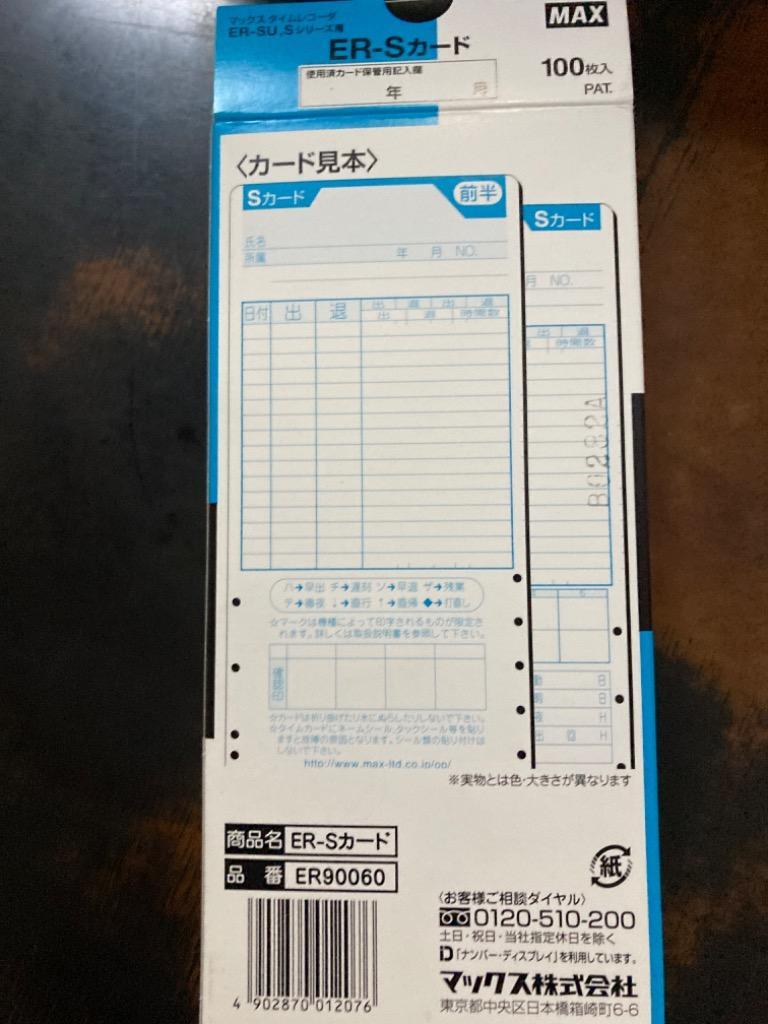 マックス タイムレコーダ
ER-SU、Sシリーズ用
MAX
ER-Sカード
100枚入
PAT.
使用済カード保管用記入欄
年 月
〈カード見本〉
Sカード 前半
Sカード
氏名
所属 年 月 NO.
月 NO.
日付 出 退 出 退 出 退
出 退 時間数
出 退
時間数
B0282A
ハ→早出 チ→遅刻 ソ→早退 ザ→残業
テ→徹夜 ↓→直行 ↑→直帰 ◆→打直し
☆マークは機種によって印字されるものが限定さ
れます。詳しくは取扱説明書を参照して下さい。
確認印
☆カードは折り曲げたり水にぬらしたりしないで下さい。
☆タイムカードにネームシール、タックシール等を貼り
ますと故障の原因となります。シール類の貼り付けは
しないで下さい。
http://www.max-ltd.co.jp/op/
※実物とは色・大きさが異なります
商品名 ER-Sカード
品番 ER90060
紙
〈お客様ご相談ダイヤル〉
0120-510-200
土日・祝日・当社指定休日を除く
「ナンバー・ディスプレイ」を利用しています。
マックス株式会社
東京都中央区日本橋箱崎町6-6
4 902870 012076